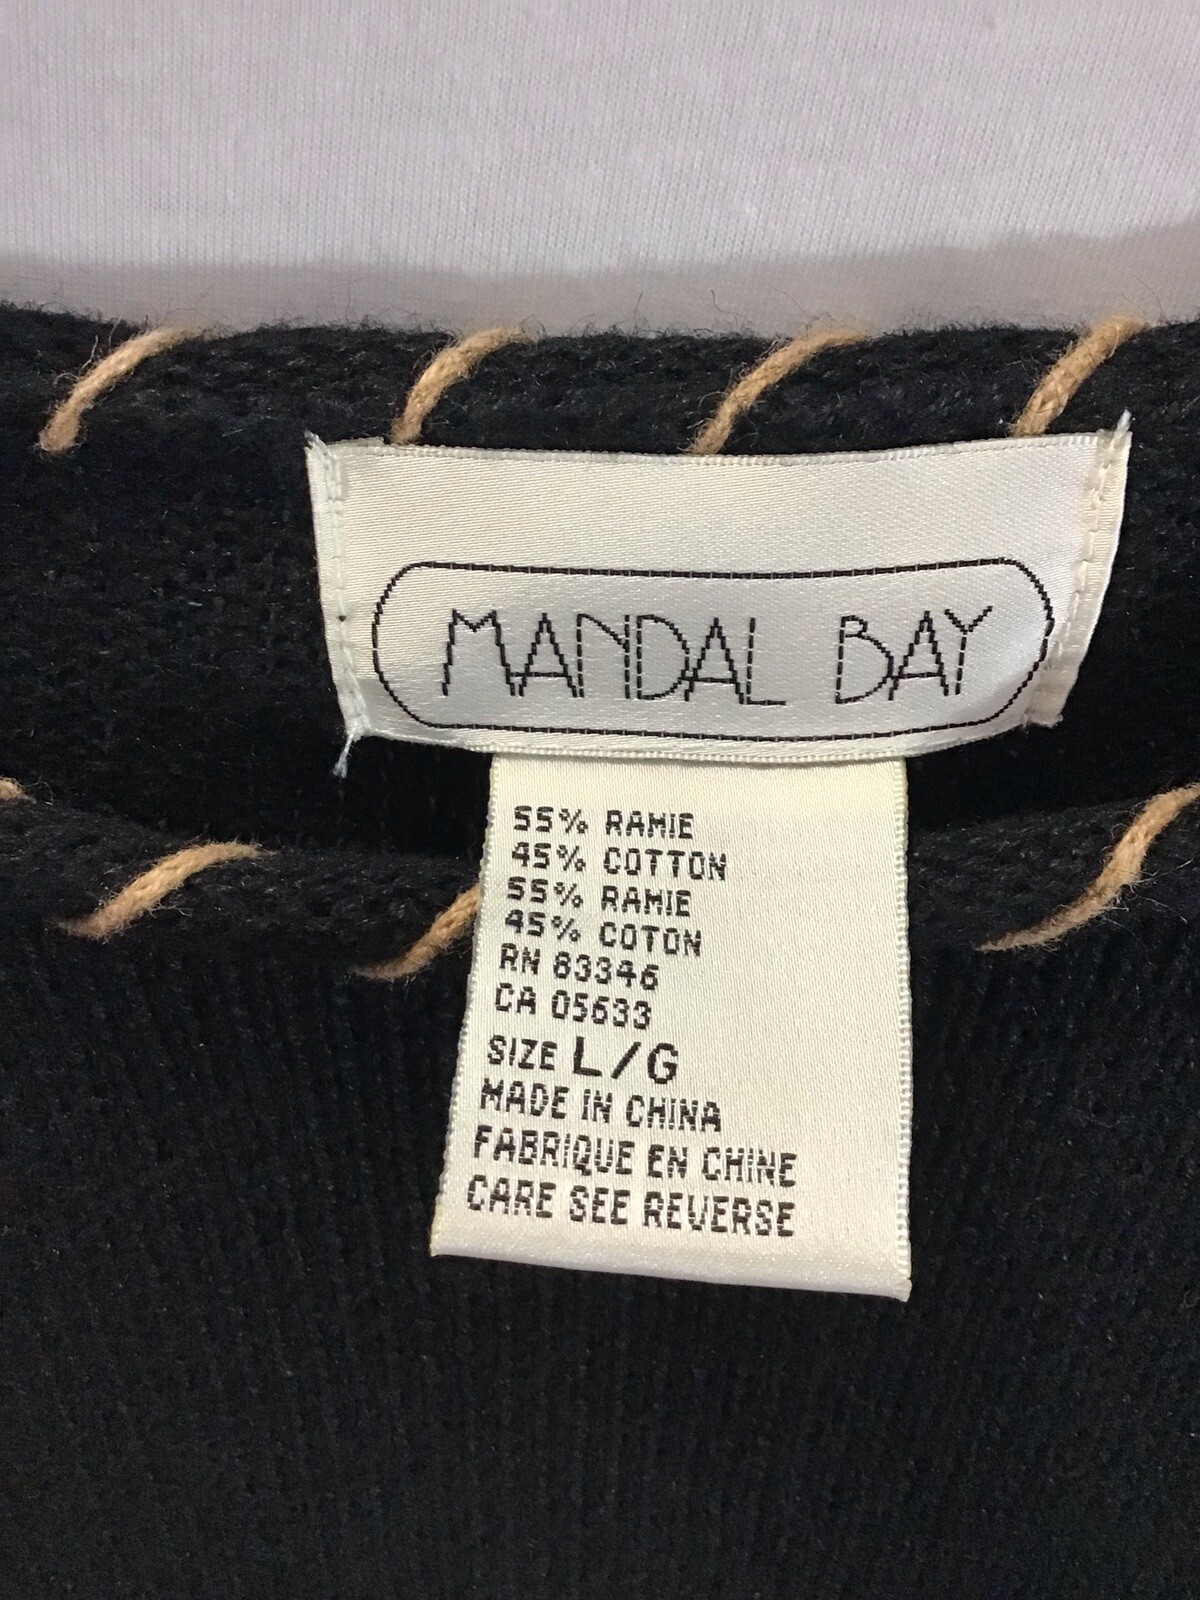 MANDAL BAY
55% RAMIE
45% COTTON
55% RAMIE
45% COTON
RN 83346
CA 05633
SIZE L/G
MADE IN CHINA
FABRIQUE EN CHINE
CARE SEE REVERSE